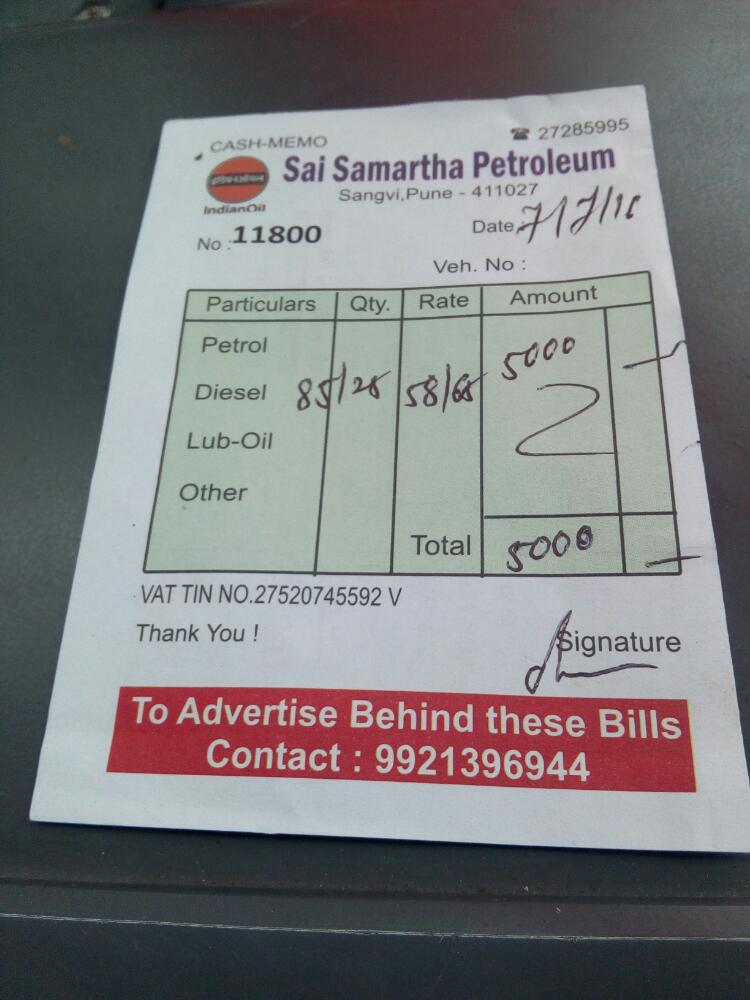 CASH-MEMO
☎ 27285995
Sai Samartha Petroleum
IndianOil
Sangvi,Pune - 411027
No : 11800
Date : 7/7/16
Veh. No :
Particulars Qty. Rate Amount
Petrol 5000
Diesel 85/25 58/65
Lub-Oil
Other
Total 5000
VAT TIN NO.27520745592 V
Thank You !
Signature
To Advertise Behind these Bills
Contact : 9921396944